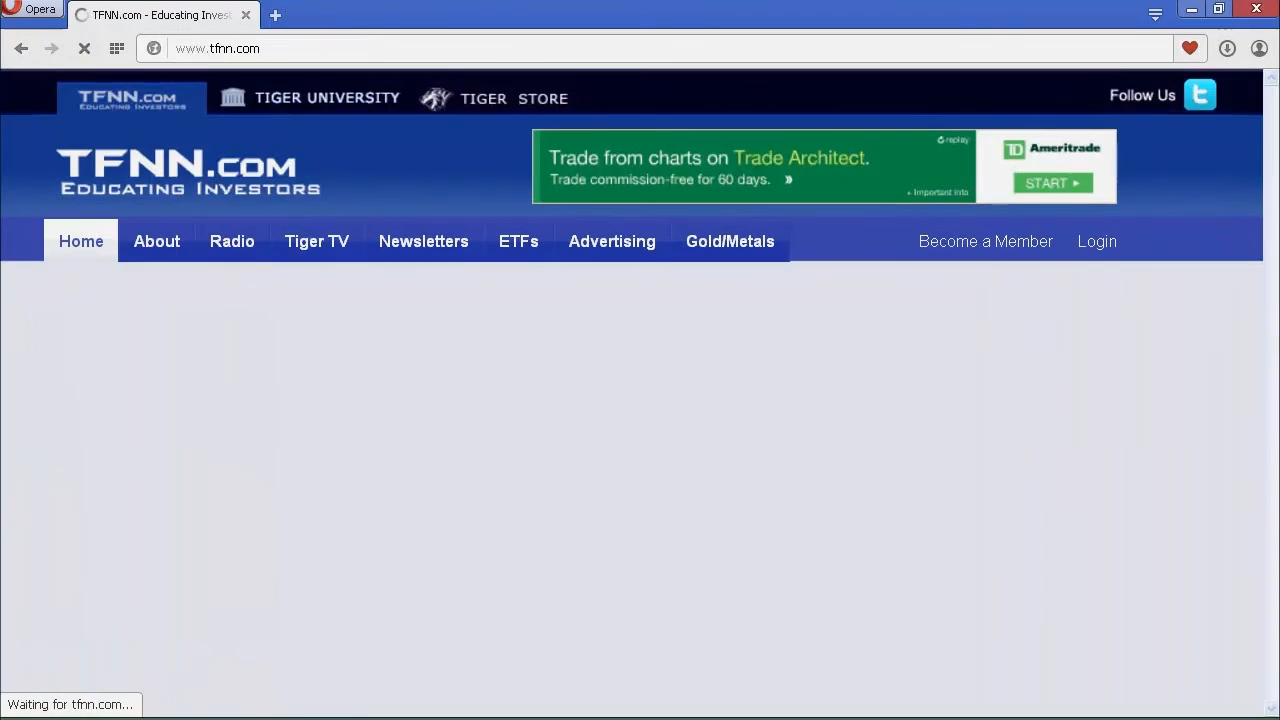 Opera
TFNN.com - Educating Invest
www.tfnn.com
TFNN.COM
EDUCATING INVESTORS
TIGER UNIVERSITY
TIGER STORE
Follow Us
TFNN.COM
EDUCATING INVESTORS
Trade from charts on Trade Architect.
Trade commission-free for 60 days. »
replay
+ Important Info
TD Ameritrade
START
Home
About
Radio
Tiger TV
Newsletters
ETFs
Advertising
Gold/Metals
Become a Member
Login
Waiting for tfnn.com...